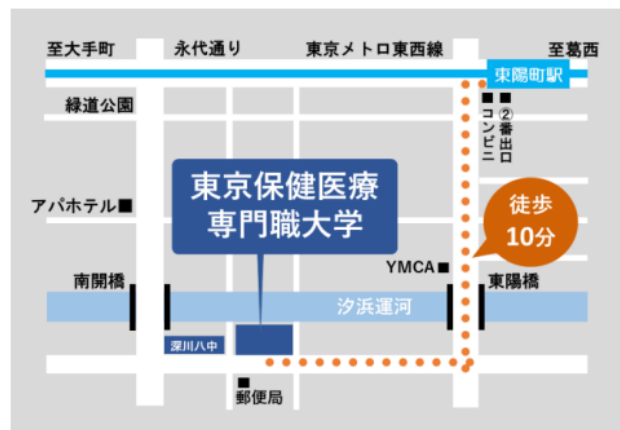 至大手町
永代通り
東京メトロ東西線
至葛西
東陽町駅
緑道公園
コンビニ
②番出口
東京保健医療
専門職大学
アパホテル■
徒歩
10分
YMCA■
南開橋
東陽橋
汐浜運河
深川八中
郵便局